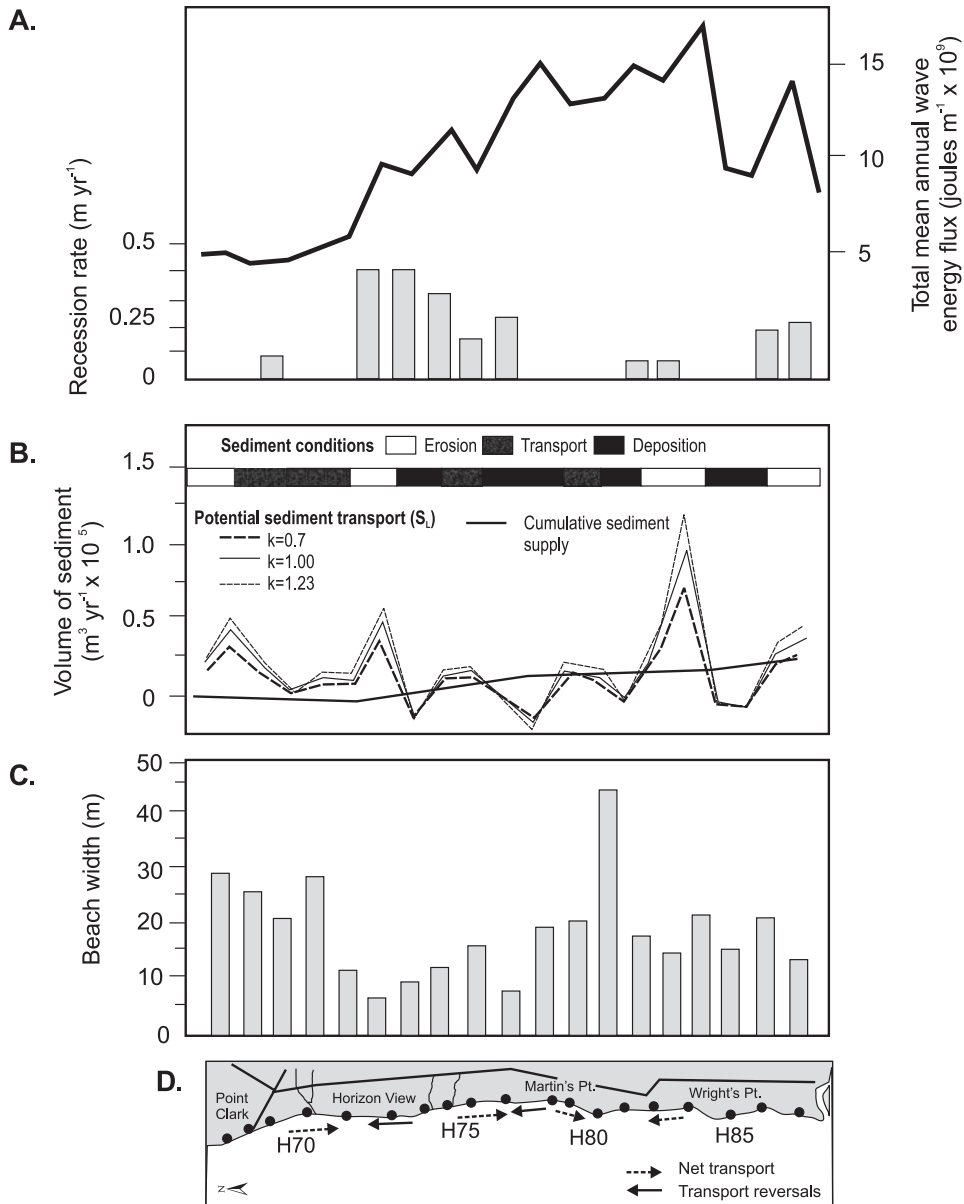 A.
Recession rate (m yr⁻¹)
0.5
0.25
0
15
10
5
Total mean annual wave
energy flux (joules m⁻¹ x 10⁹)
B.
Volume of sediment
(m³ yr⁻¹ x 10⁻⁵)
1.5
1.0
0.5
0
Sediment conditions Erosion Transport Deposition
Potential sediment transport (S_L)
k=0.7
k=1.00
k=1.23
Cumulative sediment
supply
C.
Beach width (m)
50
40
30
20
10
0
D.
Point
Clark
Horizon View
Martin's Pt.
Wright's Pt.
H70
H75
H80
H85
N
Net transport
Transport reversals